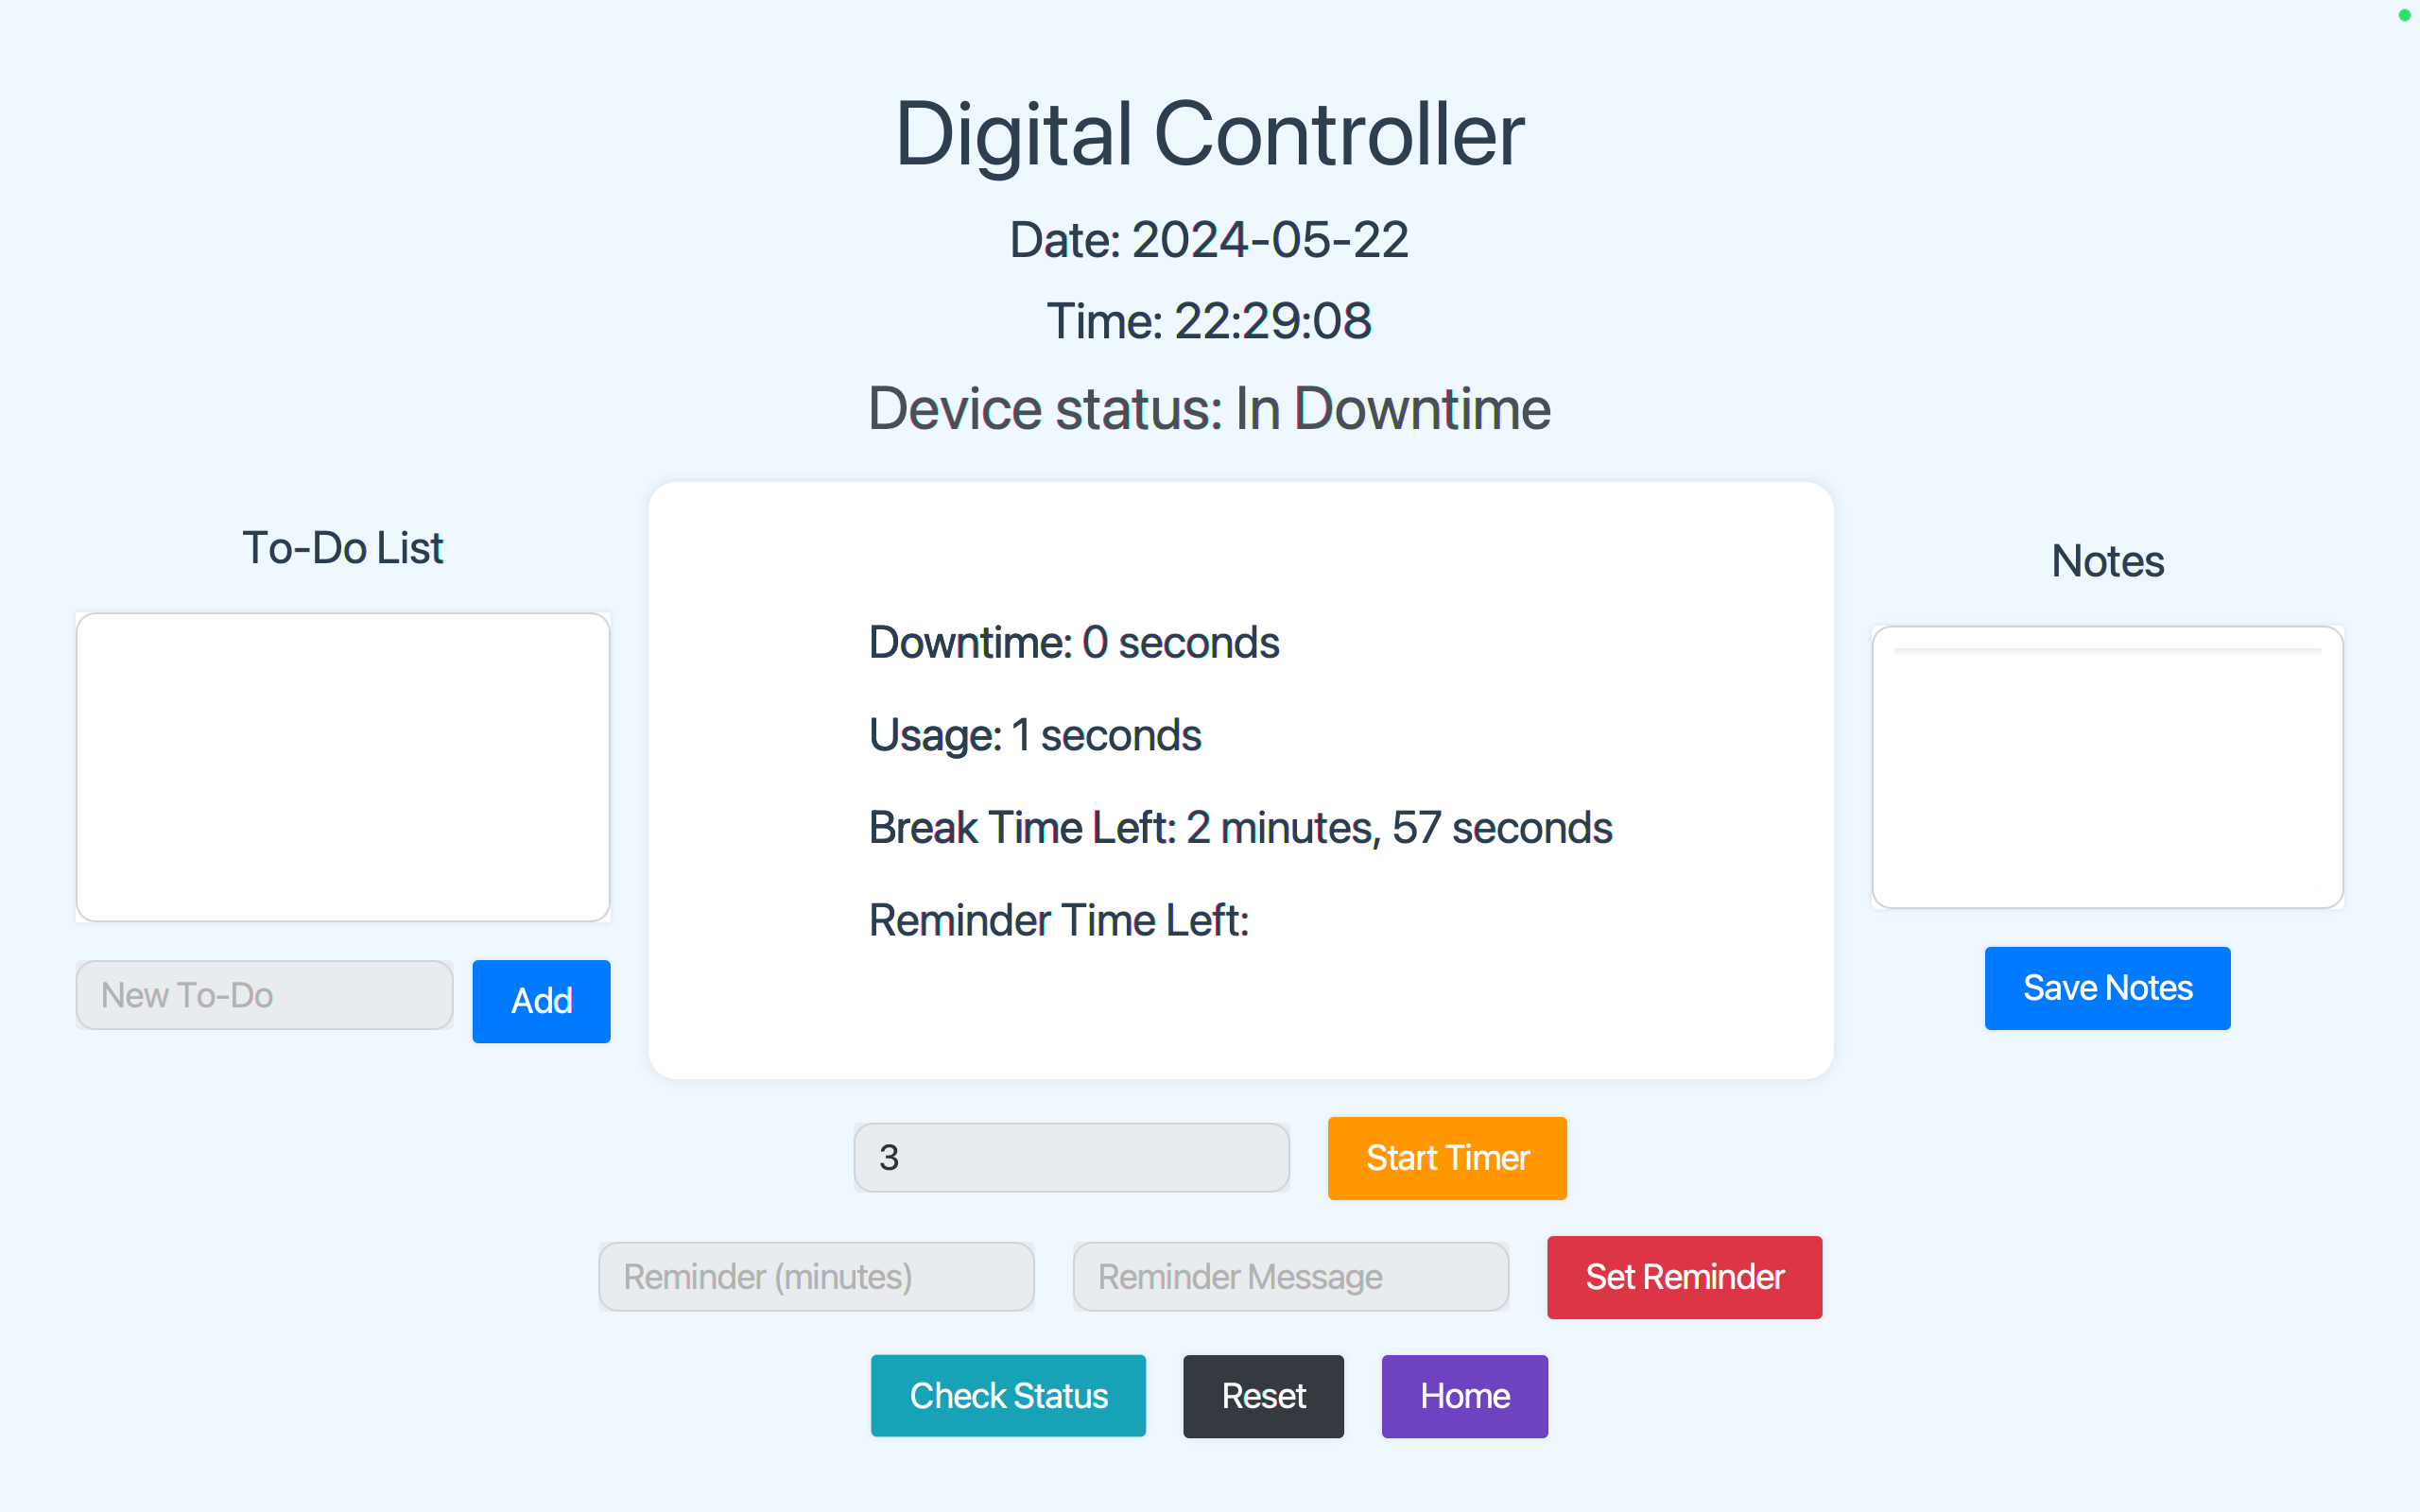 Digital Controller
Date: 2024-05-22
Time: 22:29:08
Device status: In Downtime
To-Do List
New To-Do
Add
Downtime: 0 seconds
Usage: 1 seconds
Break Time Left: 2 minutes, 57 seconds
Reminder Time Left:
Notes
Save Notes
3
Start Timer
Reminder (minutes)
Reminder Message
Set Reminder
Check Status
Reset
Home